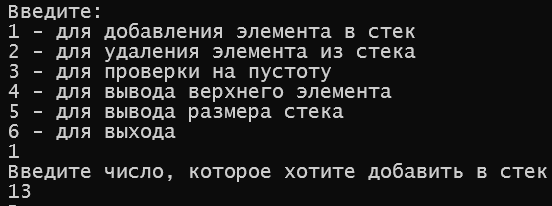 Введите:
1 - для добавления элемента в стек
2 - для удаления элемента из стека
3 - для проверки на пустоту
4 - для вывода верхнего элемента
5 - для вывода размера стека
6 - для выхода
1
Введите число, которое хотите добавить в стек
13